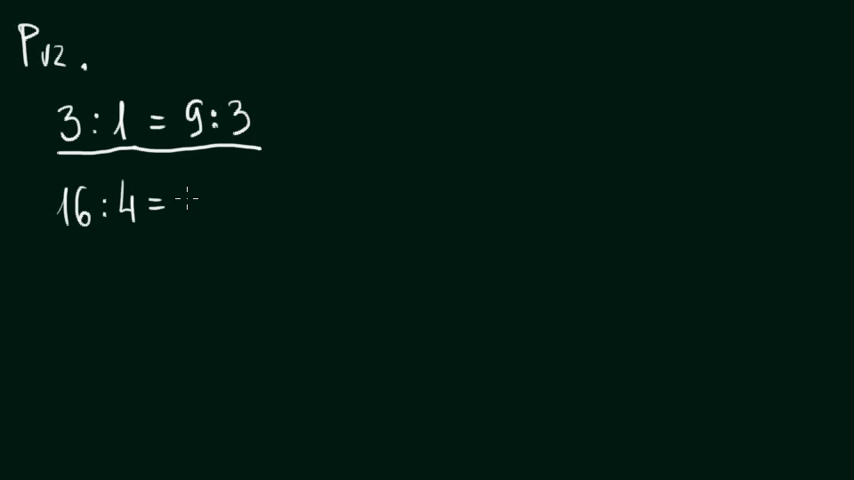 Pvz.
3 : 1 = 9 : 3
16 : 4 =